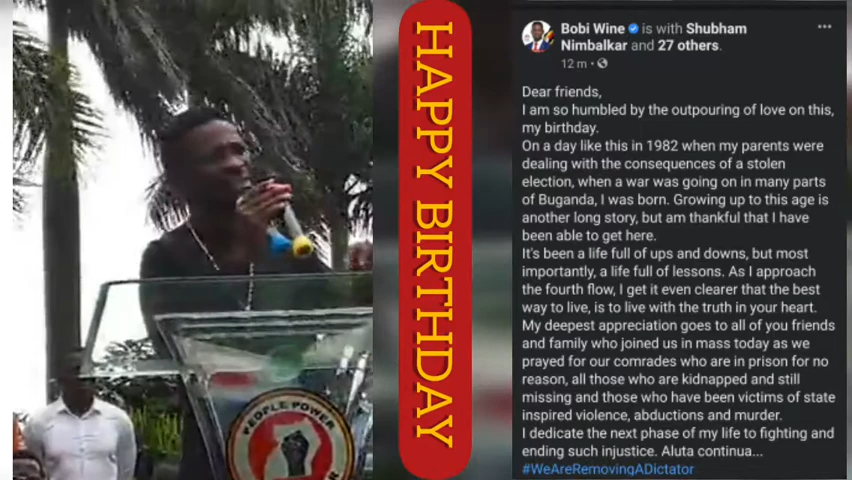 PEOPLE POWER
HAPPY BIRTHDAY
Bobi Wine is with Shubham
Nimbalkar and 27 others.
12 m •
Dear friends,
I am so humbled by the outpouring of love on this,
my birthday.
On a day like this in 1982 when my parents were
dealing with the consequences of a stolen
election, when a war was going on in many parts
of Buganda, I was born. Growing up to this age is
another long story, but am thankful that I have
been able to get here.
It's been a life full of ups and downs, but most
importantly, a life full of lessons. As I approach
the fourth flow, I get it even clearer that the best
way to live, is to live with the truth in your heart.
My deepest appreciation goes to all of you friends
and family who joined us in mass today as we
prayed for our comrades who are in prison for no
reason, all those who are kidnapped and still
missing and those who have been victims of state
inspired violence, abductions and murder.
I dedicate the next phase of my life to fighting and
ending such injustice. Aluta continua...
#WeAreRemovingADictator